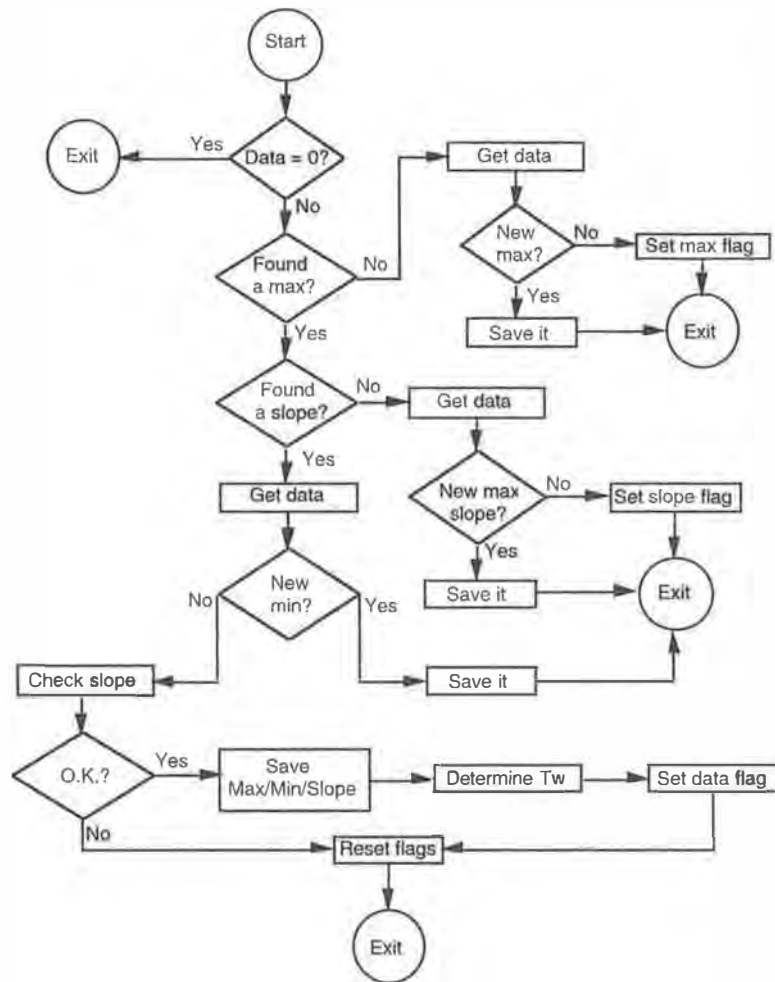 Start
Exit
Yes
Data = 0?
No
Get data
Found
a max?
No
New
max?
No
Set max flag
Yes
Yes
Save it
Exit
Found
a slope?
No
Get data
Yes
Get data
New max
slope?
No
Set slope flag
Yes
New
min?
No
Yes
Save it
Exit
Check slope
Save it
O.K.?
Yes
Save
Max/Min/Slope
Determine Tw
Set data flag
No
Reset flags
Exit